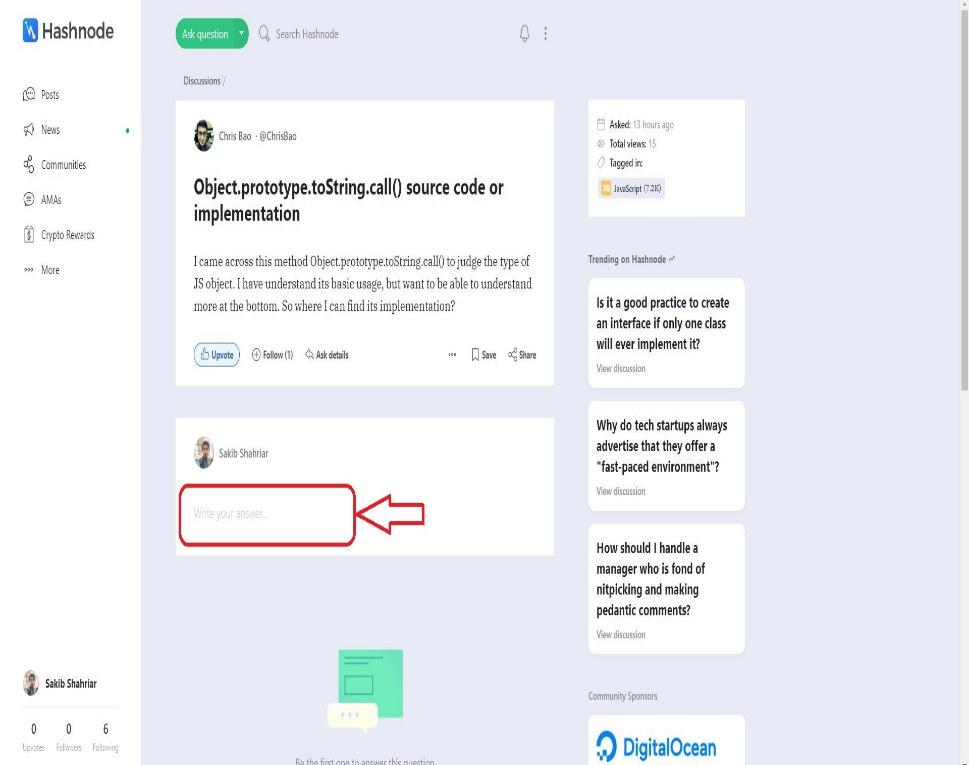 Hashnode
Posts
News
Communities
AMAs
Crypto Rewards
More
Sakib Shahriar
0 0 6
Upvotes Followers Following
Ask question
Search Hashnode
Discussions /
Chris Bao · @ChrisBao
Object.prototype.toString.call() source code or
implementation
I came across this method Object.prototype.toString.call() to judge the type of
JS object. I have understood its basic usage, but want to be able to understand
more at the bottom. So where I can find its implementation?
Upvote Follow (1) Ask details Save Share
Sakib Shahriar
Write your answer...
Be the first one to answer this question
Asked: 13 hours ago
Total views: 15
Tagged in:
JS JavaScript (7.2K)
Trending on Hashnode
Is it a good practice to create
an interface if only one class
will ever implement it?
View discussion
Why do tech startups always
advertise that they offer a
"fast-paced environment"?
View discussion
How should I handle a
manager who is fond of
nitpicking and making
pedantic comments?
View discussion
Community Sponsors
DigitalOcean